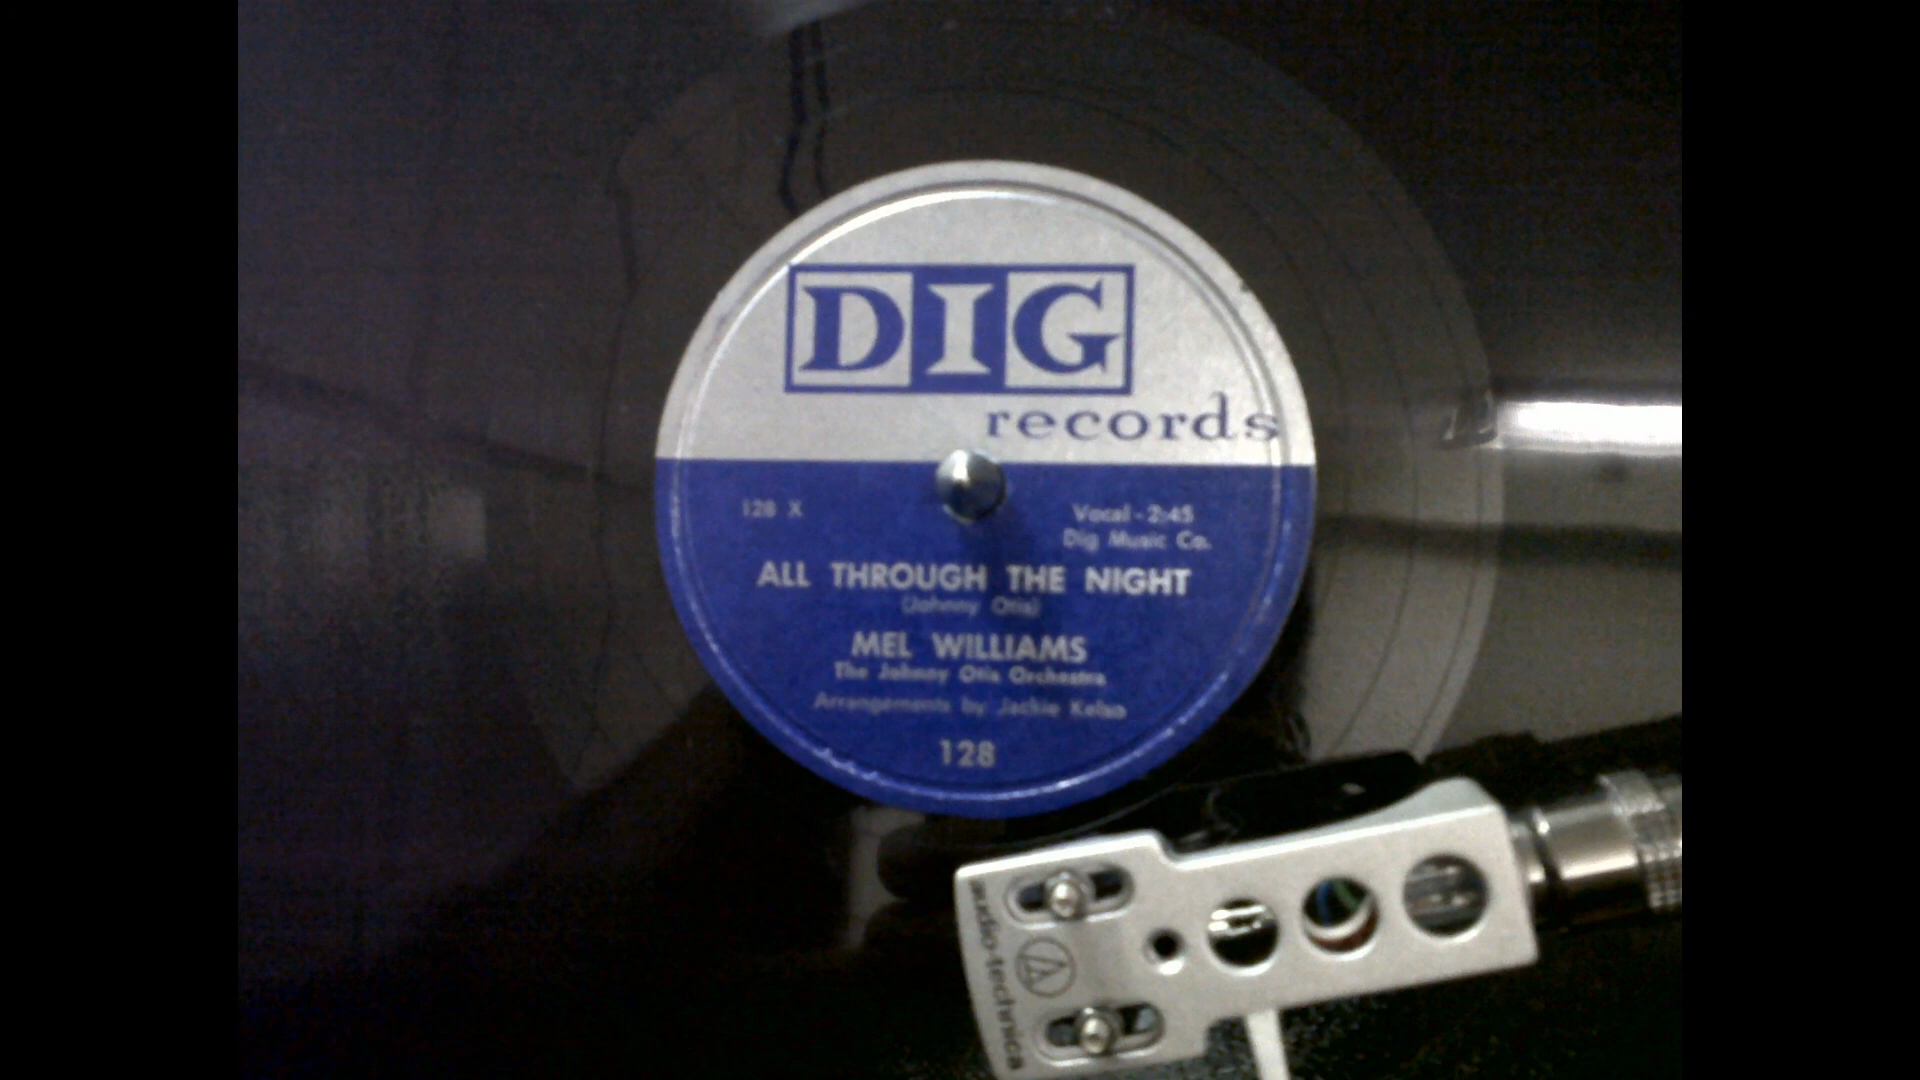 DIG
records
128 X
Vocal - 2:45
Dig Music Co.
ALL THROUGH THE NIGHT
(Johnny Otis)
MEL WILLIAMS
The Johnny Otis Orchestra
Arrangements by Jackie Kelso
128
audio-technica